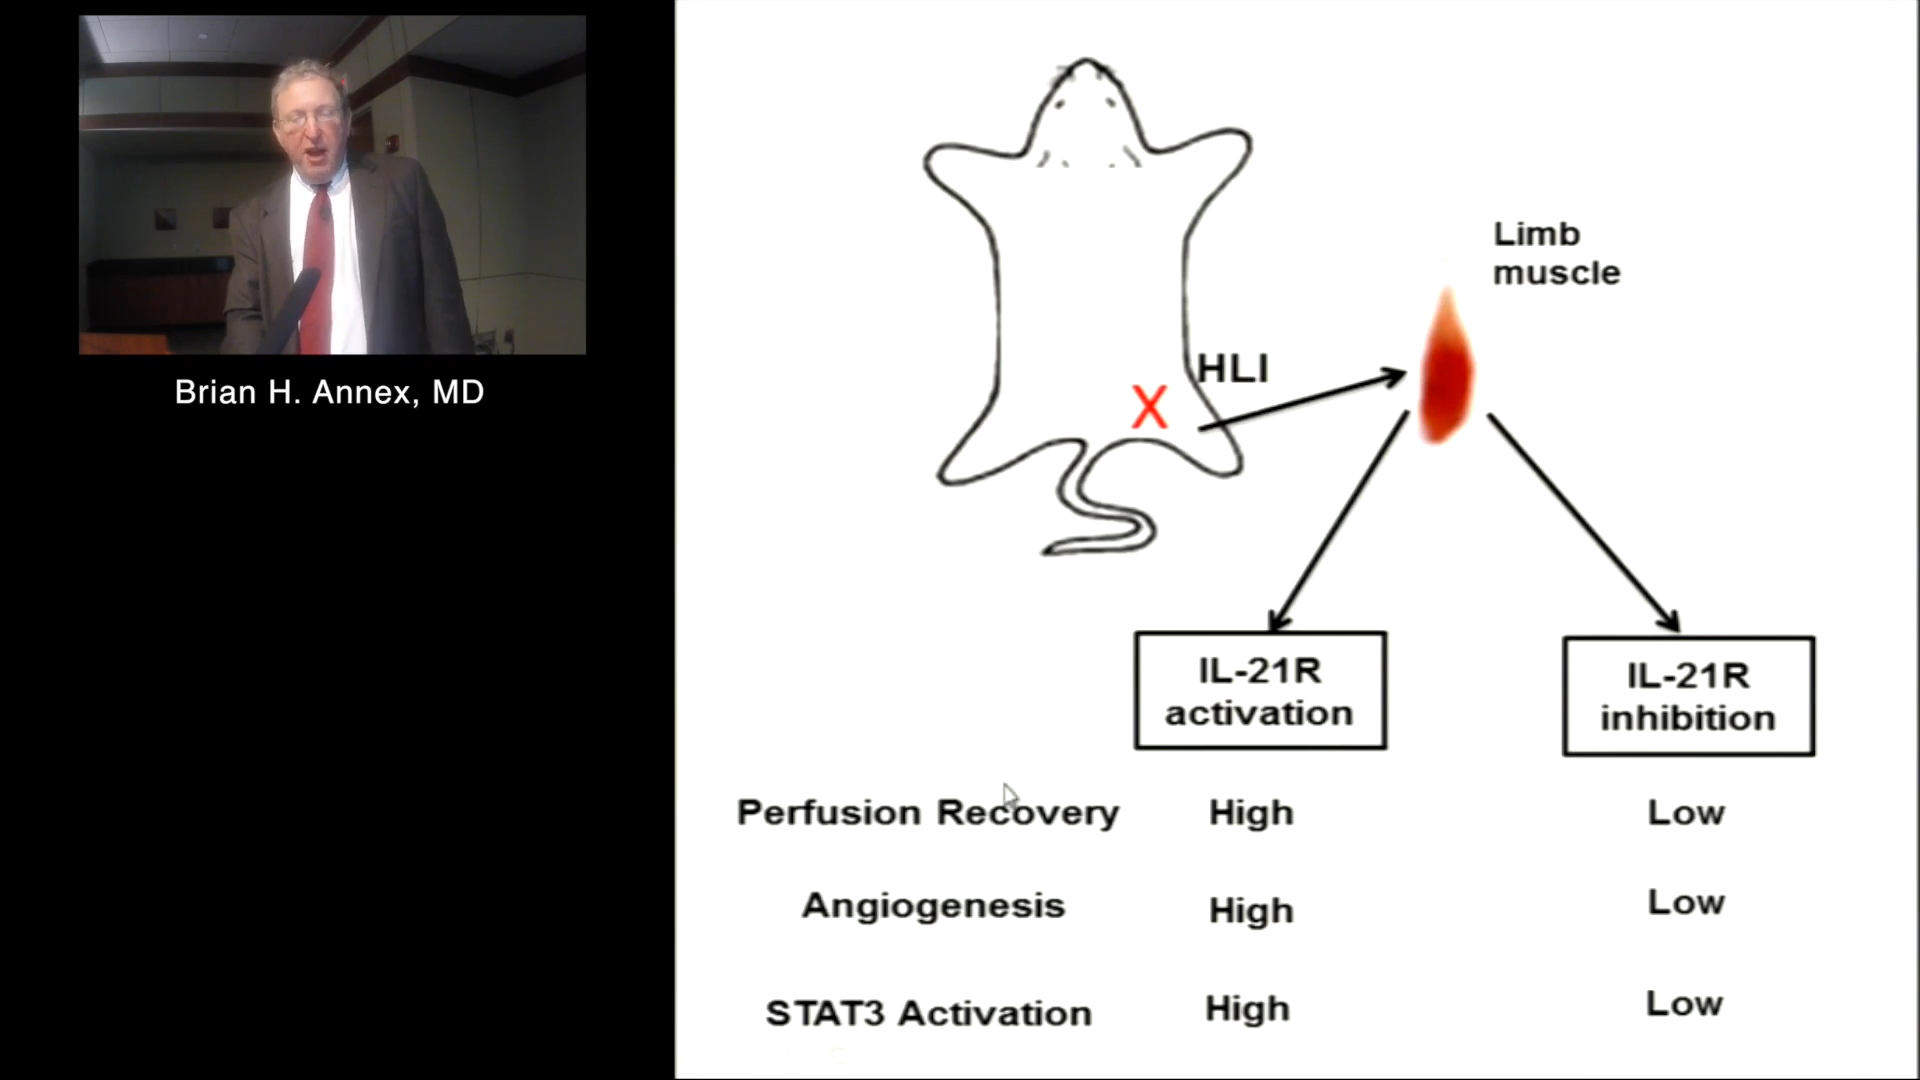 Brian H. Annex, MD
Limb
muscle
HLI
X
IL-21R
activation
IL-21R
inhibition
Perfusion Recovery High Low
Angiogenesis High Low
STAT3 Activation High Low